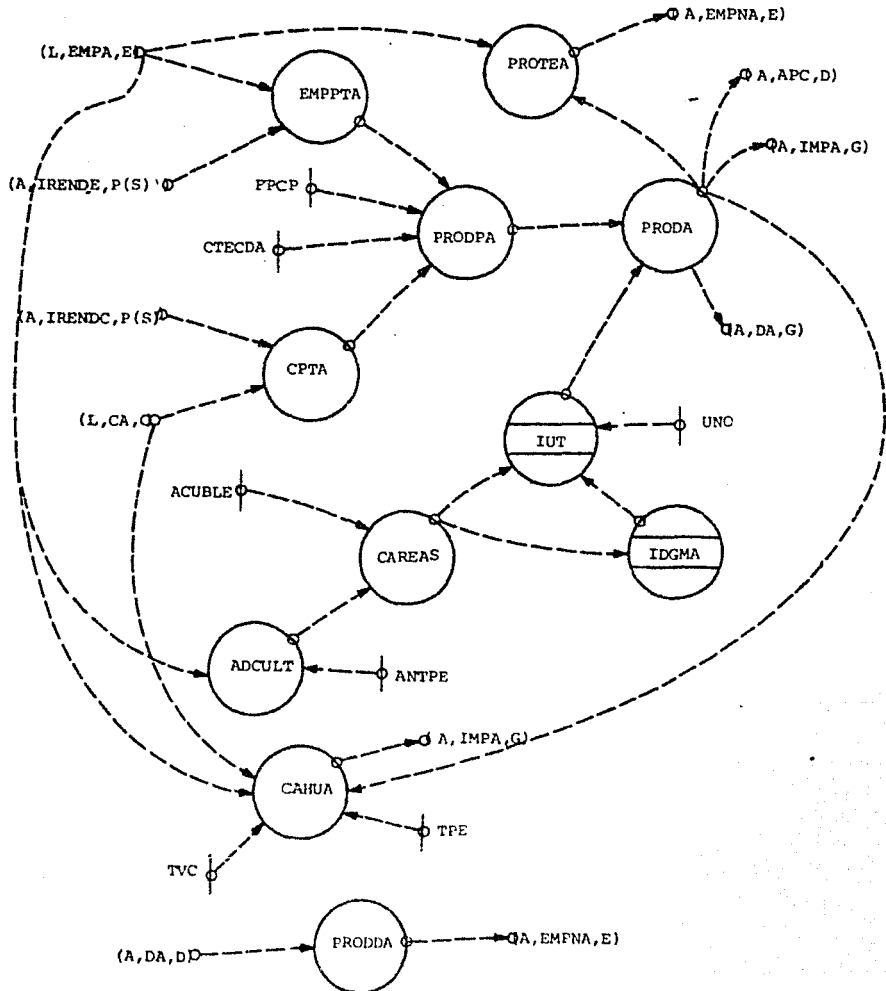 A,EMPNA,E)
(L,EMPA,E)
PROTEA
A,APC,D)
EMPPTA
(A,IMPA,G)
(A,IRENDE,P(S)
FPCP
PRODPA
PRODA
CTECDA
(A,IRENDC,P(S)
(A,DA,G)
CPTA
(L,CA,
UNO
IUT
ACUBLE
CAREAS
IDGMA
ADCULT
ANTPE
(A,IMPA,G)
CAHUA
TPE
TVC
PRODDA
(A,EMPNA,E)
(A,DA,D)